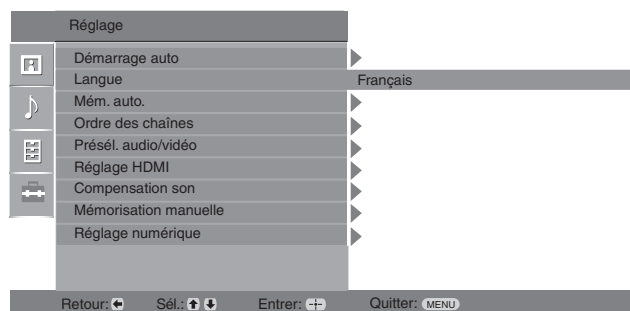 Réglage
Démarrage auto
Langue Français
Mém. auto.
Ordre des chaînes
Présél. audio/vidéo
Réglage HDMI
Compensation son
Mémorisation manuelle
Réglage numérique
Retour: Sél.: Entrer: Quitter: MENU